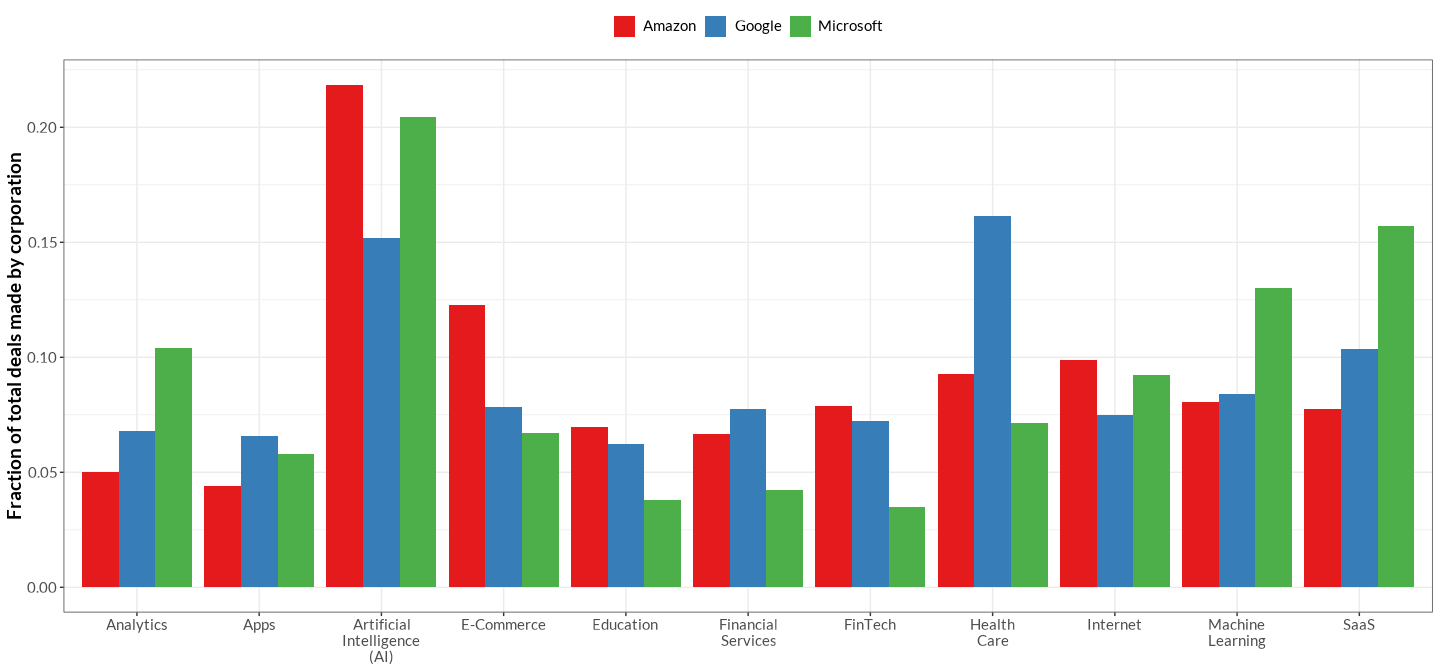 Amazon Google Microsoft
Fraction of total deals made by corporation
0.20
0.15
0.10
0.05
0.00
Analytics
Apps
Artificial
Intelligence
(AI)
E-Commerce
Education
Financial
Services
FinTech
Health
Care
Internet
Machine
Learning
SaaS